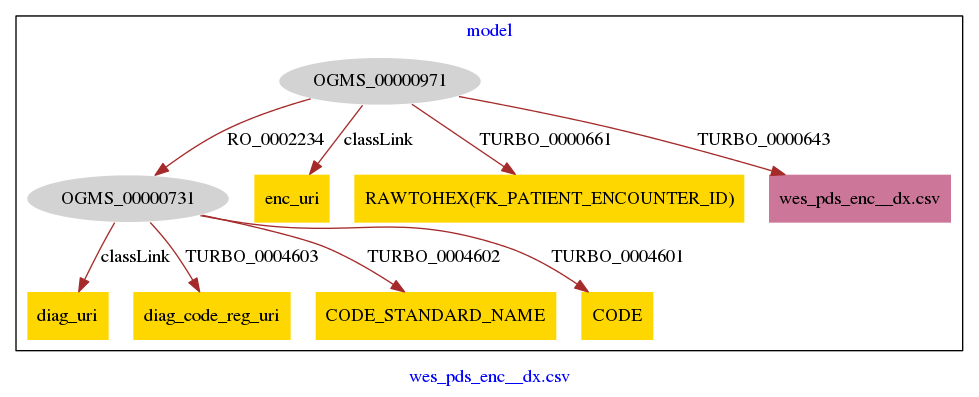 model
OGMS_00000971
RO_0002234
classLink
TURBO_0000661
TURBO_0000643
OGMS_00000731
enc_uri
RAWTOHEX(FK_PATIENT_ENCOUNTER_ID)
wes_pds_enc__dx.csv
classLink
TURBO_0004603
TURBO_0004602
TURBO_0004601
diag_uri
diag_code_reg_uri
CODE_STANDARD_NAME
CODE
wes_pds_enc__dx.csv